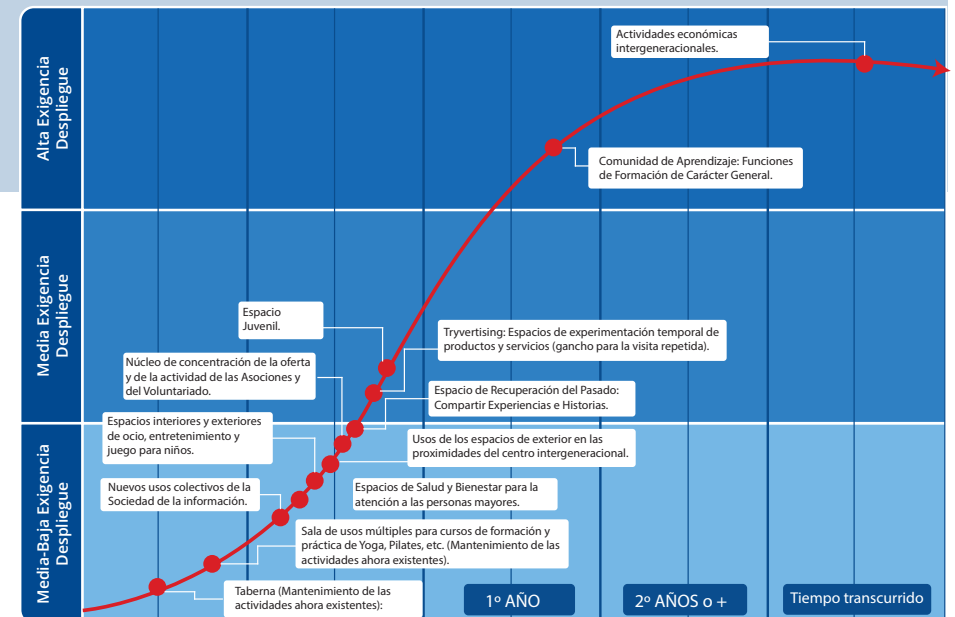 Alta Exigencia
Despliegue
Actividades económicas
intergeneracionales.
Comunidad de Aprendizaje: Funciones
de Formación de Carácter General.
Media Exigencia
Despliegue
Espacio
Juvenil.
Tryvertising: Espacios de experimentación temporal de
productos y servicios (gancho para la visita repetida).
Núcleo de concentración de la oferta
y de la actividad de las Asociones y
del Voluntariado.
Espacio de Recuperación del Pasado:
Compartir Experiencias e Historias.
Media-Baja Exigencia
Despliegue
Espacios interiores y exteriores
de ocio, entretenimiento y
juego para niños.
Usos de los espacios de exterior en las
proximidades del centro intergeneracional.
Nuevos usos colectivos de la
Sociedad de la información.
Espacios de Salud y Bienestar para la
atención a las personas mayores.
Sala de usos múltiples para cursos de formación y
práctica de Yoga, Pilates, etc. (Mantenimiento de las
actividades ahora existentes).
Taberna (Mantenimiento de las
actividades ahora existentes):
1º AÑO
2º AÑOS o +
Tiempo transcurrido